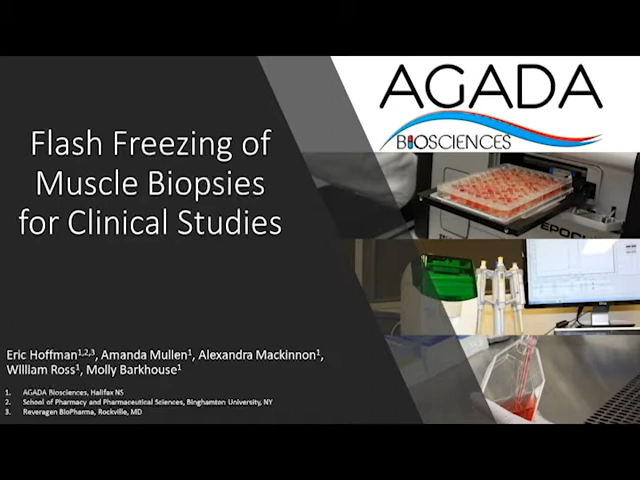 AGADA
BIOSCIENCES
Flash Freezing of
Muscle Biopsies
for Clinical Studies
EPOCH
Eric Hoffman1,2,3, Amanda Mullen1, Alexandra Mackinnon1,
William Ross1, Molly Barkhouse1
1. AGADA Biosciences, Halifax NS
2. School of Pharmacy and Pharmaceutical Sciences, Binghamton University, NY
3. Reveragen BioPharma, Rockville, MD